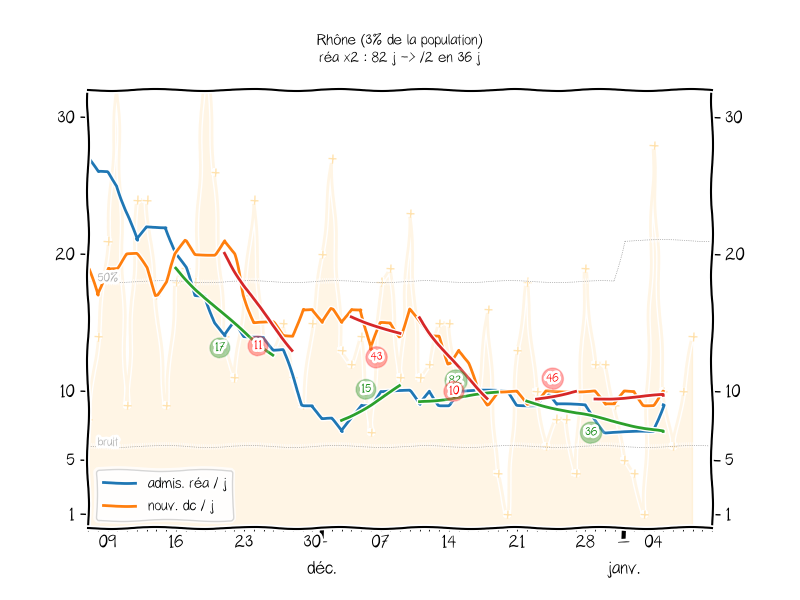 Rhône (3% de la population)
réa x2 : 82 j -> /2 en 36 j
30 30
20 20
50%
17
11
43
15
82
10
46
36
10 10
bruit
5 5
admis. réa / j
nouv. dc / j
1 1
09 16 23 30 07 14 21 28 04
déc. janv.